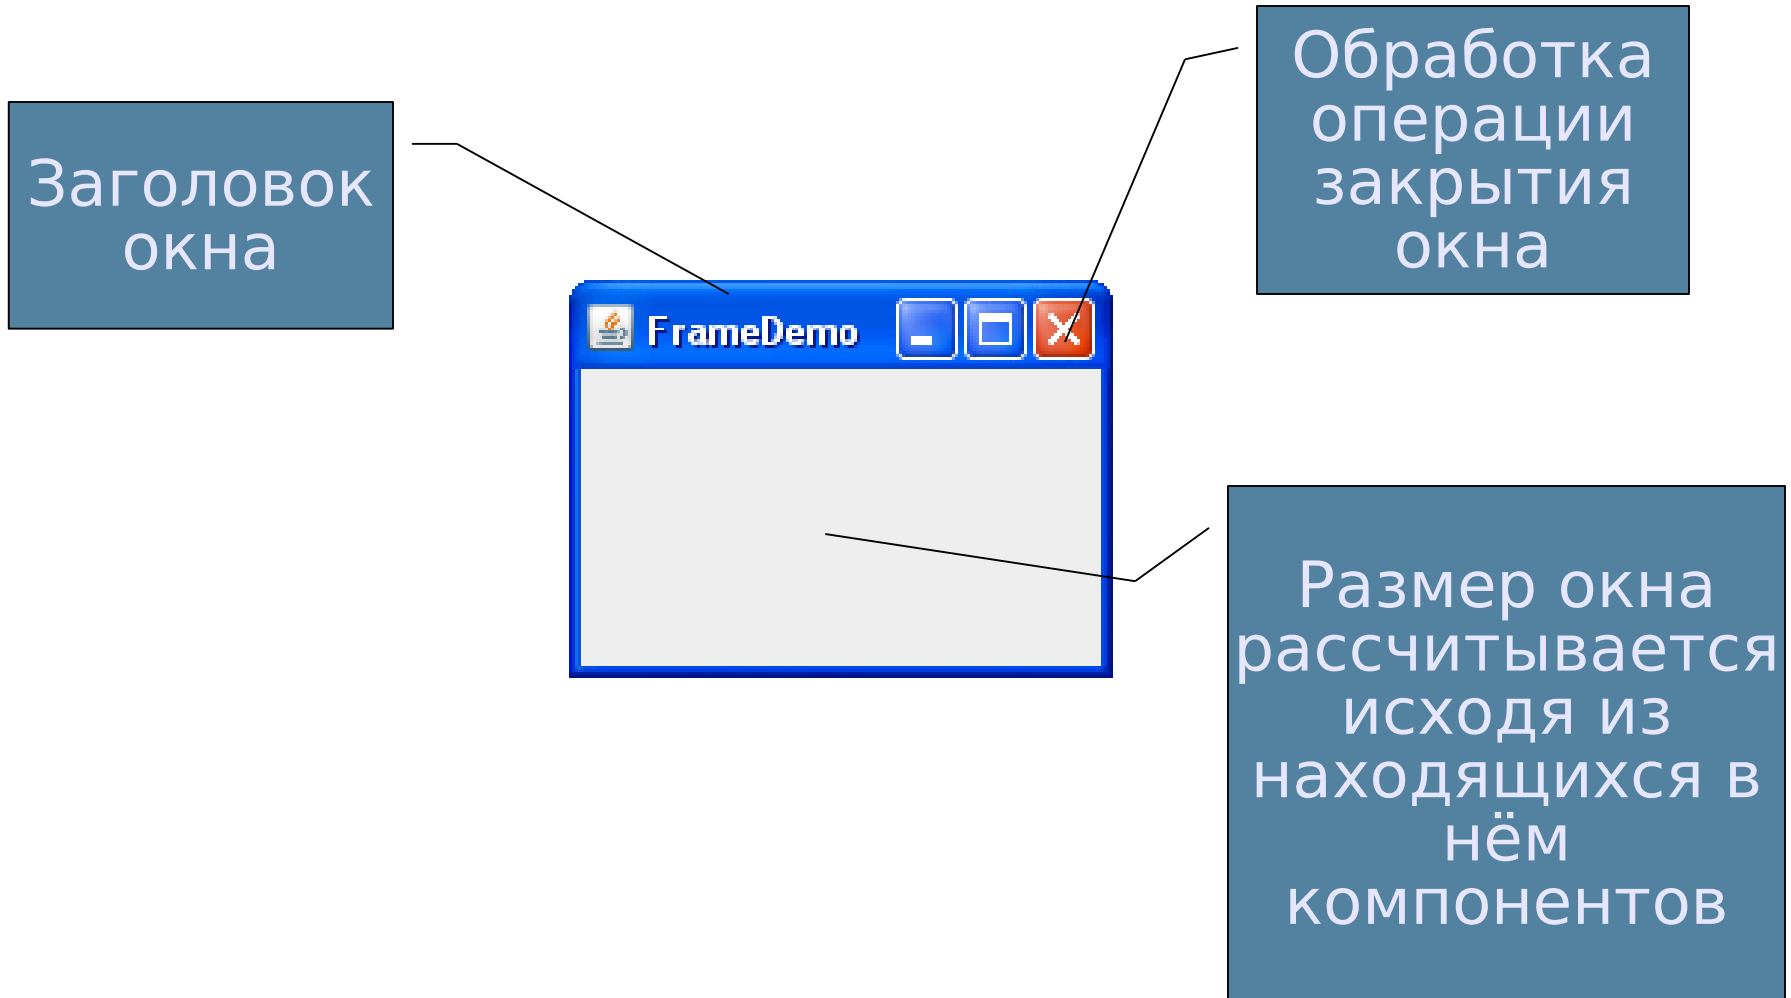 Заголовок
окна
Обработка
операции
закрытия
окна
FrameDemo
Размер окна
рассчитывается
исходя из
находящихся в
нём
компонентов